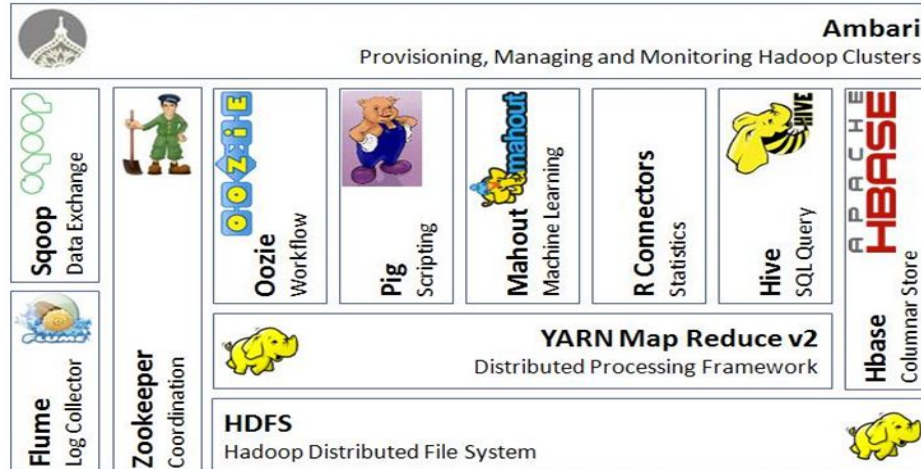 Ambari
Provisioning, Managing and Monitoring Hadoop Clusters
sqoop
Sqoop
Data Exchange
FLUME
Flume
Log Collector
Zookeeper
Coordination
OOZIE
Oozie
Workflow
Pig
Scripting
mahout
Mahout
Machine Learning
R Connectors
Statistics
HIVE
Hive
SQL Query
APACHE
HBASE
Hbase
Columnar Store
YARN Map Reduce v2
Distributed Processing Framework
HDFS
Hadoop Distributed File System